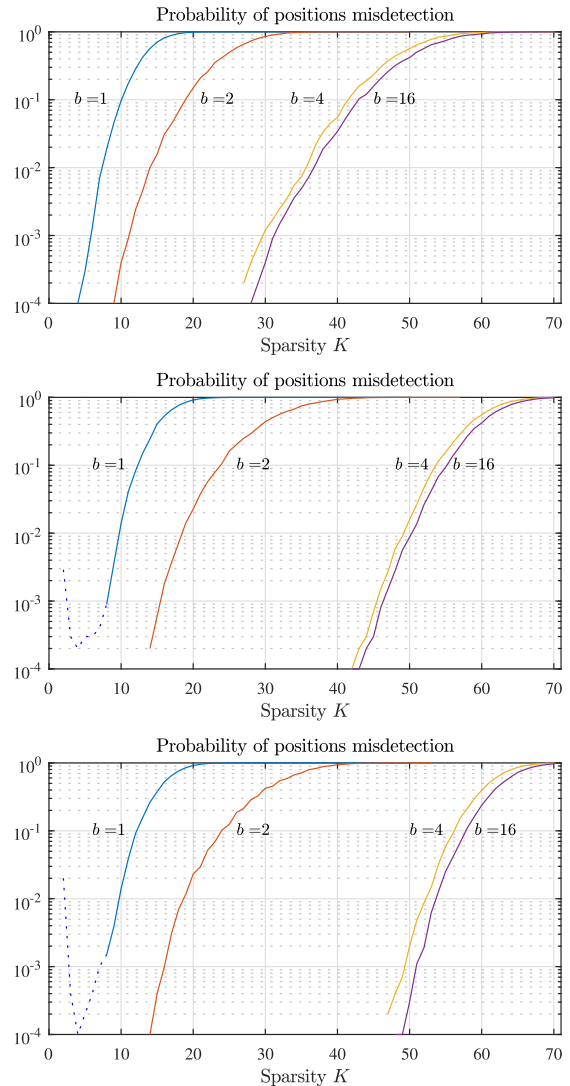 Probability of positions misdetection
10^0
10^-1
10^-2
10^-3
10^-4
b=1
b=2
b=4
b=16
0 10 20 30 40 50 60 70
Sparsity K
Probability of positions misdetection
10^0
10^-1
10^-2
10^-3
10^-4
b=1
b=2
b=4
b=16
0 10 20 30 40 50 60 70
Sparsity K
Probability of positions misdetection
10^0
10^-1
10^-2
10^-3
10^-4
b=1
b=2
b=4
b=16
0 10 20 30 40 50 60 70
Sparsity K